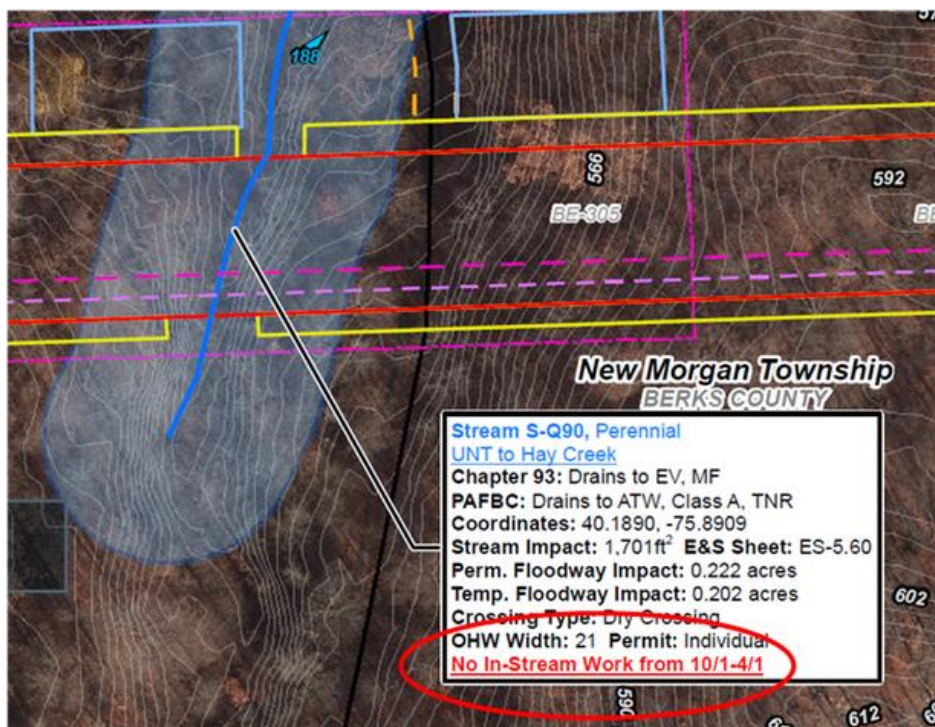 188
566
592
BE-305
New Morgan Township
BERKS COUNTY
Stream S-Q90, Perennial
UNT to Hay Creek
Chapter 93: Drains to EV, MF
PAFBC: Drains to ATW, Class A, TNR
Coordinates: 40.1890, -75.8909
Stream Impact: 1,701ft² E&S Sheet: ES-5.60
Perm. Floodway Impact: 0.222 acres
Temp. Floodway Impact: 0.202 acres
Crossing Type: Dry Crossing
OHW Width: 21 Permit: Individual
No In-Stream Work from 10/1-4/1
602
590
612